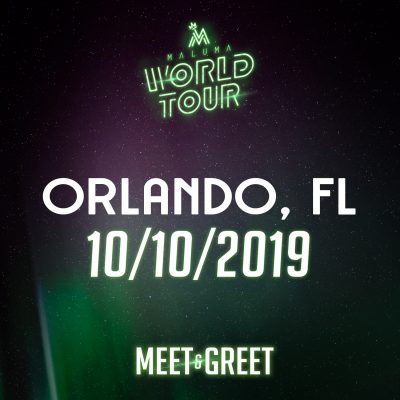 MALUMA
WORLD
TOUR
ORLANDO, FL
10/10/2019
MEET&GREET